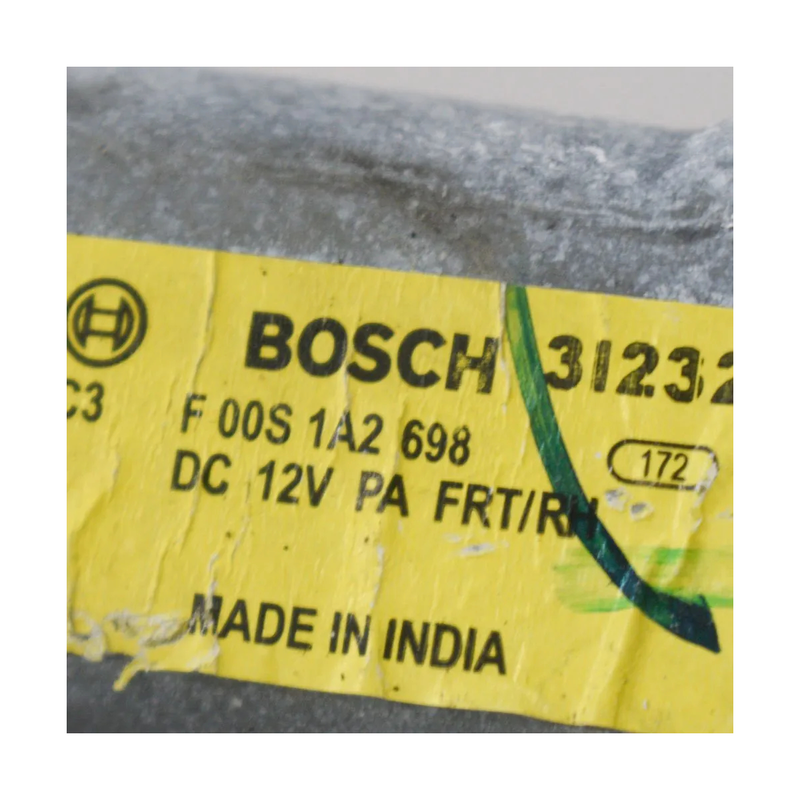 BOSCH 31232
C3 F 00S 1A2 698
172
DC 12V PA FRT/RH
MADE IN INDIA